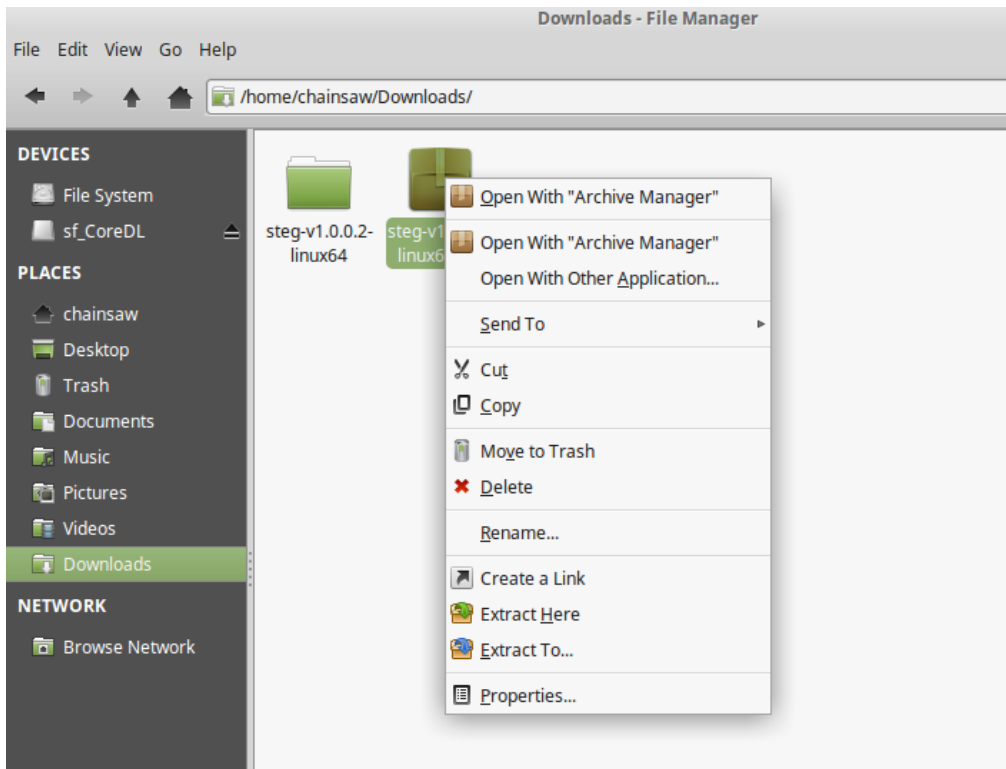 Downloads - File Manager
File Edit View Go Help
/home/chainsaw/Downloads/
DEVICES
File System
sf_CoreDL
PLACES
chainsaw
Desktop
Trash
Documents
Music
Pictures
Videos
Downloads
NETWORK
Browse Network
steg-v1.0.0.2-
linux64
steg-v1
linux6
Open With "Archive Manager"
Open With "Archive Manager"
Open With Other Application...
Send To
Cut
Copy
Move to Trash
Delete
Rename...
Create a Link
Extract Here
Extract To...
Properties...